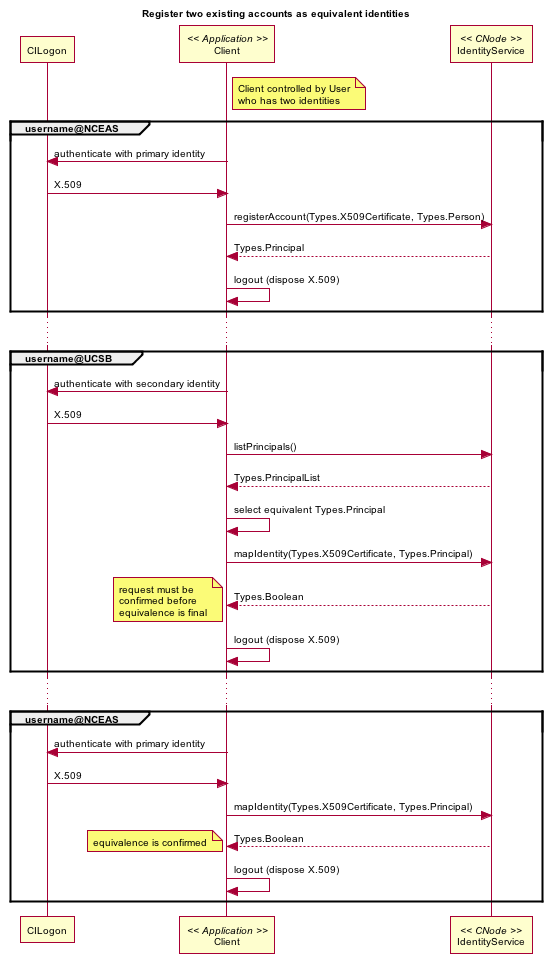 Register two existing accounts as equivalent identities
CILogon
<< Application >>
Client
<< CNode >>
IdentityService
Client controlled by User
who has two identities
username@NCEAS
authenticate with primary identity
X.509
registerAccount(Types.X509Certificate, Types.Person)
Types.Principal
logout (dispose X.509)
username@UCSB
authenticate with secondary identity
X.509
listPrincipals()
Types.PrincipalList
select equivalent Types.Principal
mapIdentity(Types.X509Certificate, Types.Principal)
request must be
confirmed before
equivalence is final
Types.Boolean
logout (dispose X.509)
username@NCEAS
authenticate with primary identity
X.509
mapIdentity(Types.X509Certificate, Types.Principal)
equivalence is confirmed
Types.Boolean
logout (dispose X.509)
CILogon
<< Application >>
Client
<< CNode >>
IdentityService